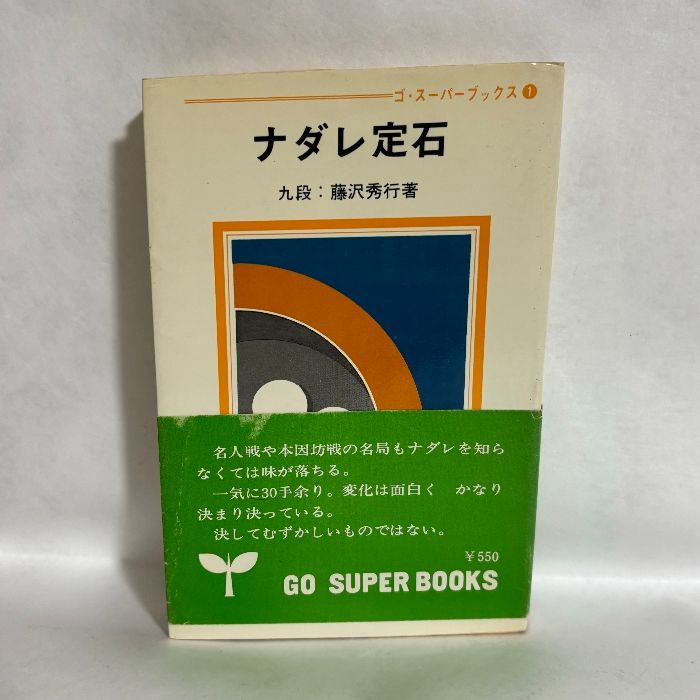 ゴ・スーパーブックス1
ナダレ定石
九段：藤沢秀行著
名人戦や本因坊戦の名局もナダレを知ら
なくては味が落ちる。
一気に30手余り。変化は面白く　かなり
決まり決っている。
決してむずかしいものではない。
￥550
GO SUPER BOOKS